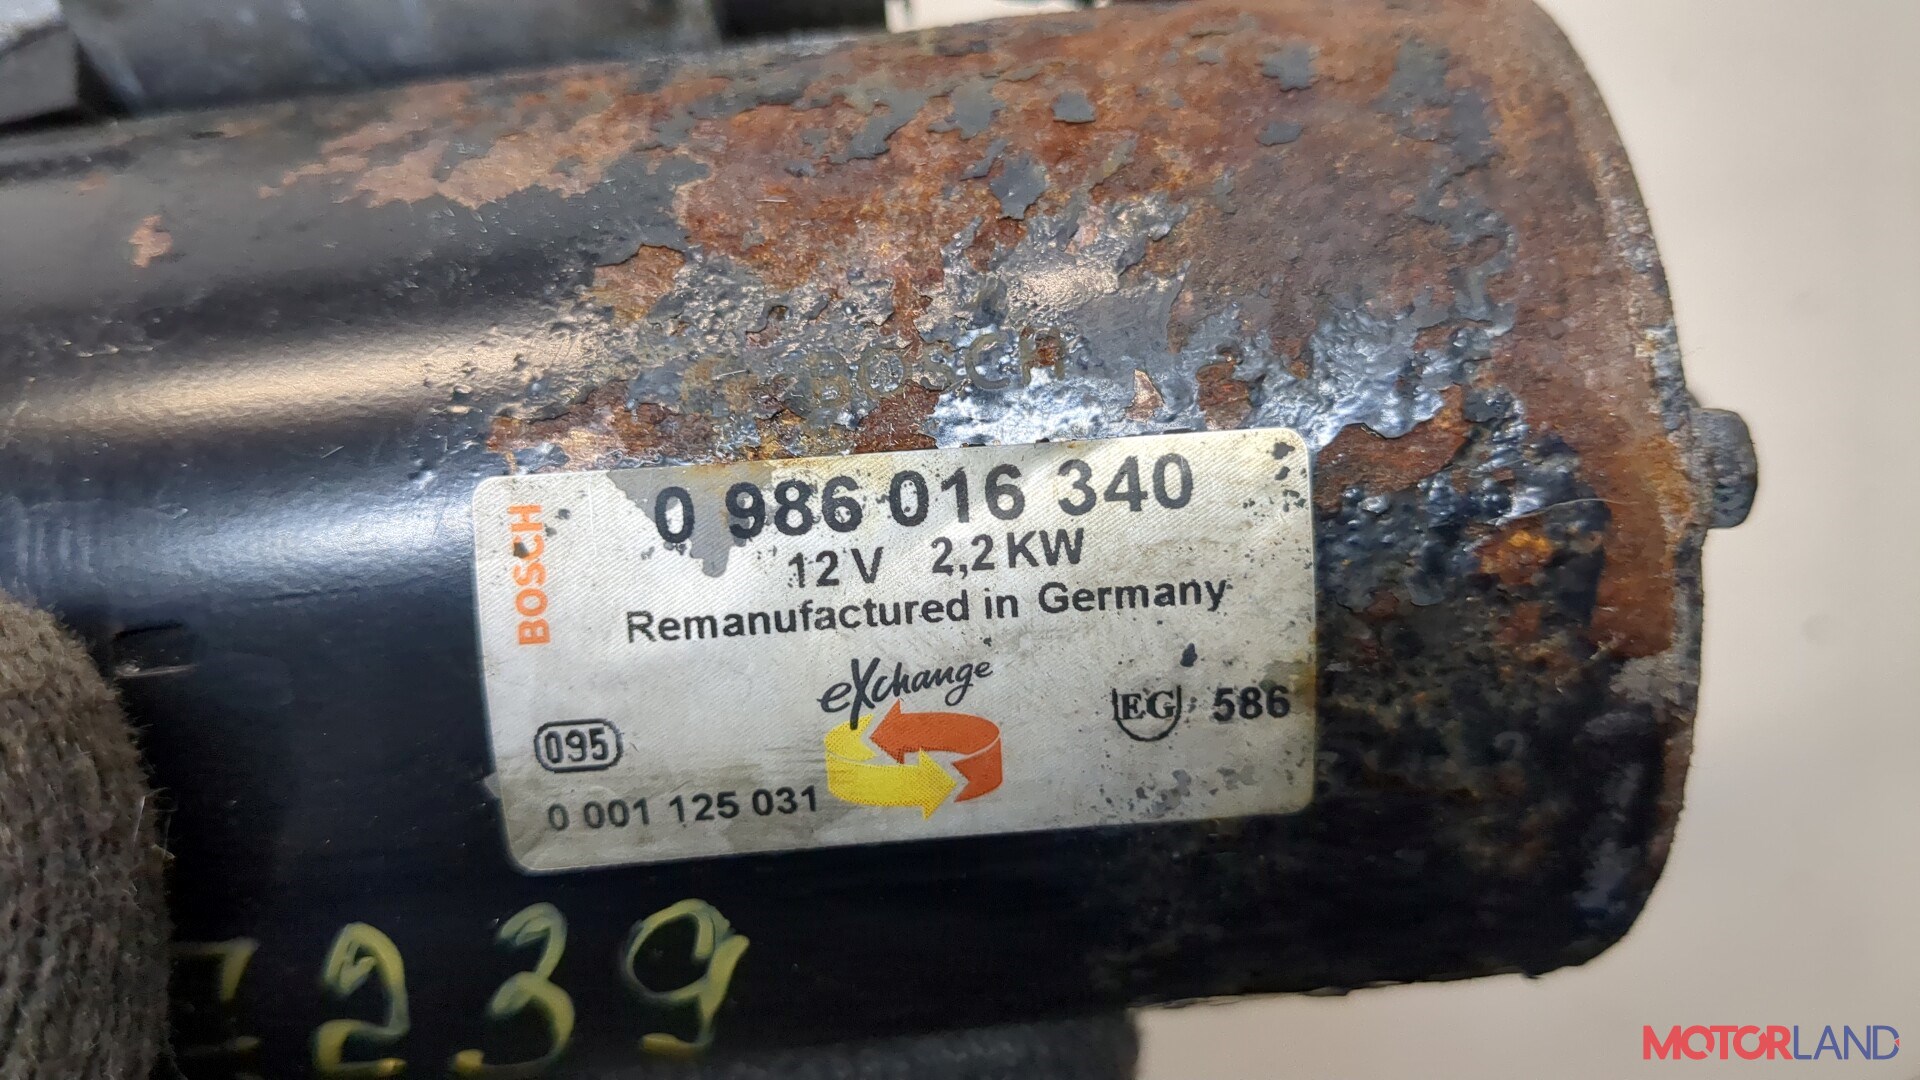 BOSCH
BOSCH
0 986 016 340
12 V 2,2 KW
Remanufactured in Germany
eXchange
EG 586
095
0 001 125 031
239
MOTORLAND